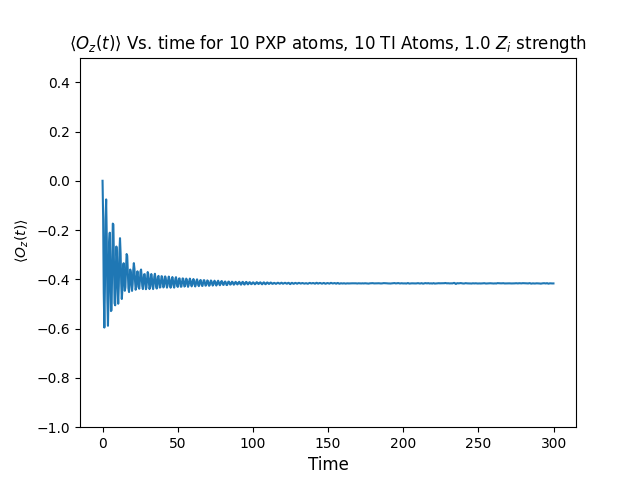 ⟨O_z(t)⟩ Vs. time for 10 PXP atoms, 10 TI Atoms, 1.0 Z_i strength
0.4
0.2
0.0
−0.2
−0.4
−0.6
−0.8
−1.0
⟨O_z(t)⟩
0 50 100 150 200 250 300
Time